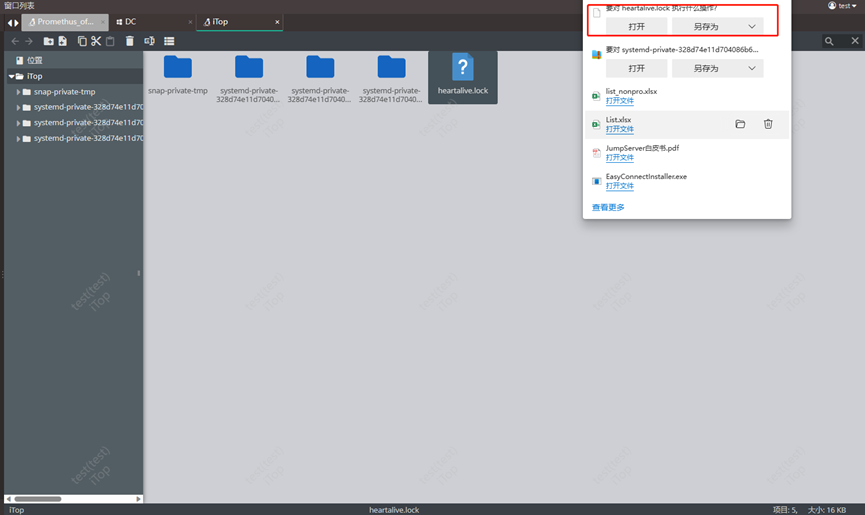 窗口列表
test
Promethus_of...
DC
iTop
位置
iTop
snap-private-tmp
systemd-private-328d74e11d70
systemd-private-328d74e11d70
systemd-private-328d74e11d70
snap-private-tmp
systemd-private-
328d74e11d7040...
systemd-private-
328d74e11d7040...
systemd-private-
328d74e11d7040...
heartalive.lock
要对 heartalive.lock 执行什么操作?
打开
另存为
要对 systemd-private-328d74e11d704086b6...
打开
另存为
list_nonpro.xlsx
打开文件
List.xlsx
打开文件
JumpServer白皮书.pdf
打开文件
EasyConnectInstaller.exe
打开文件
查看更多
test(test)
iTop
test(test)
iTop
iTop
heartalive.lock
项目: 5, 大小: 16 KB